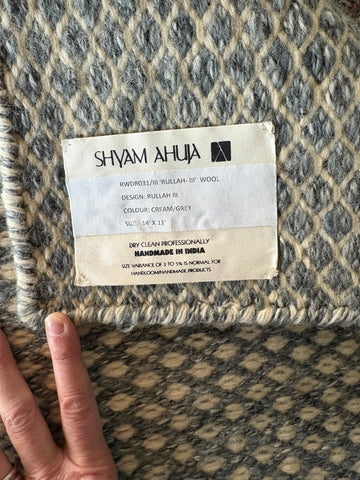 SHYAM AHUJA
RWOR031/III 'RULLAH- III' WOOL
DESIGN: RULLAH III
COLOUR: CREAM/GREY
SIZE: 14' X 11'
DRY CLEAN PROFESSIONALLY
HANDMADE IN INDIA
SIZE VARIANCE OF 3 TO 5% IS NORMAL FOR
HANDLOOM/HANDMADE PRODUCTS